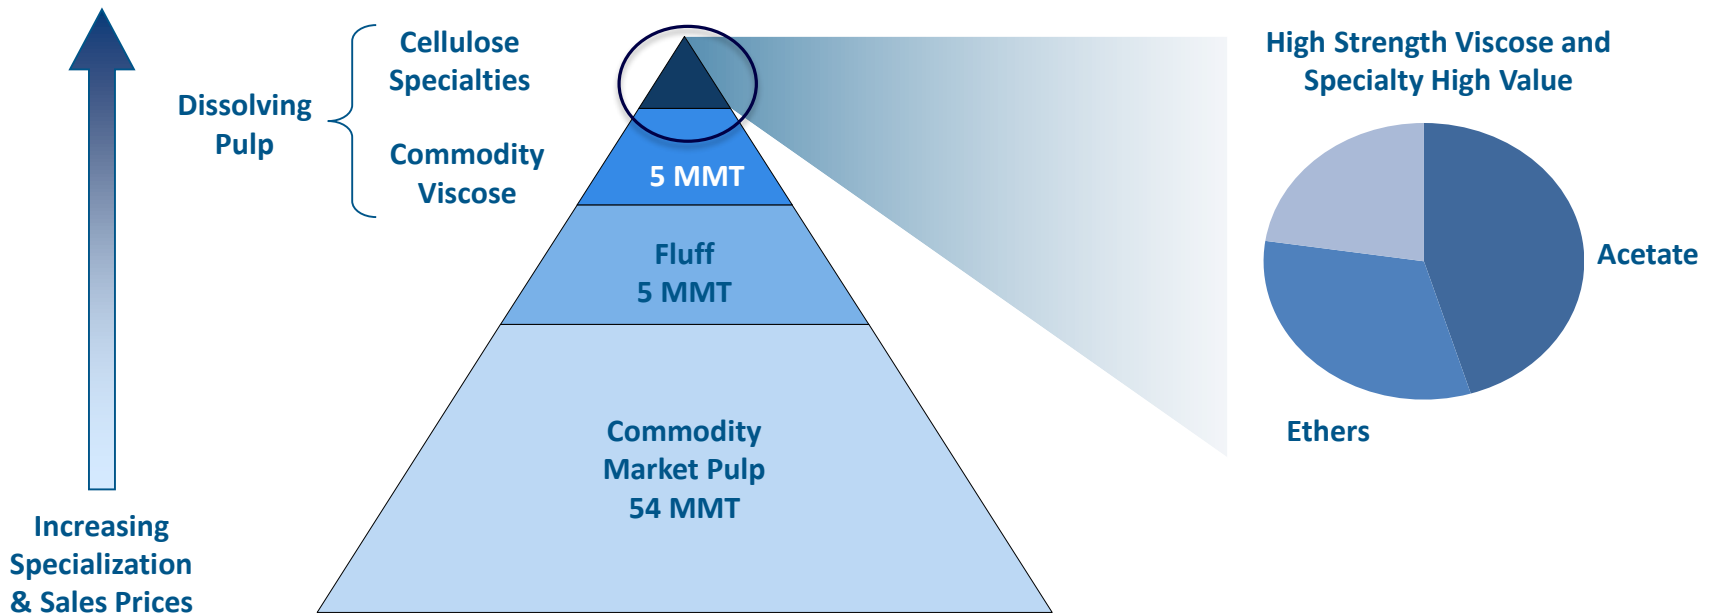 Cellulose
Specialties
Dissolving
Pulp
Commodity
Viscose
5 MMT
Fluff
5 MMT
Commodity
Market Pulp
54 MMT
Increasing
Specialization
& Sales Prices
High Strength Viscose and
Specialty High Value
Acetate
Ethers